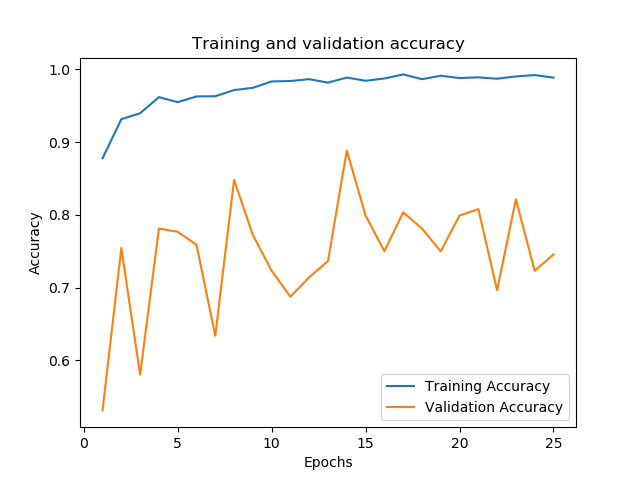 Training and validation accuracy
1.0
0.9
0.8
0.7
0.6
Accuracy
Training Accuracy
Validation Accuracy
0 5 10 15 20 25
Epochs